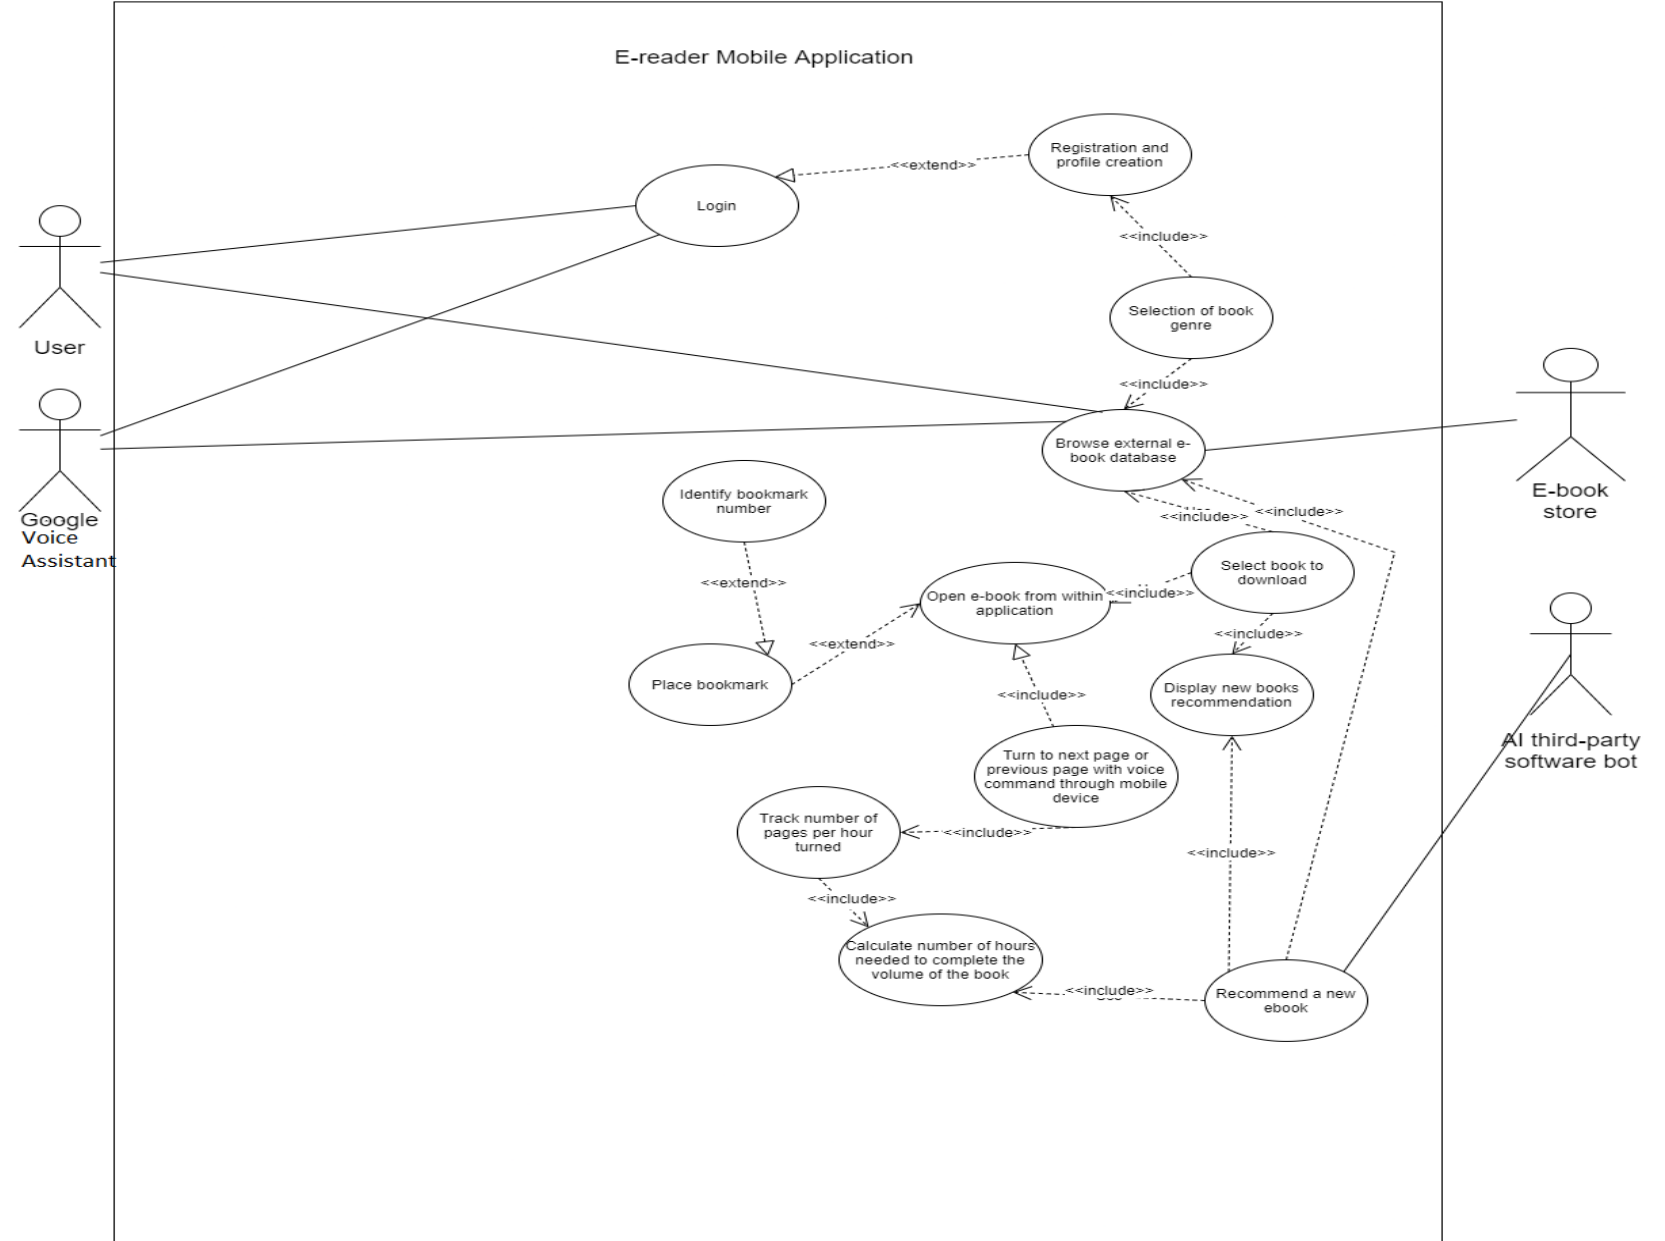 E-reader Mobile Application
Registration and
profile creation
<<extend>>
Login
<<include>>
User
Selection of book
genre
<<include>>
Browse external e-
book database
E-book
store
Google
Voice
Assistant
Identify bookmark
number
<<include>>
<<include>>
<<extend>>
Select book to
download
Open e-book from within
application
<<include>>
<<extend>>
<<include>>
Place bookmark
Display new books
recommendation
<<include>>
AI third-party
software bot
Turn to next page or
previous page with voice
command through mobile
device
Track number of
pages per hour
turned
<<include>>
<<include>>
<<include>>
Calculate number of hours
needed to complete the
volume of the book
<<include>>
Recommend a new
ebook